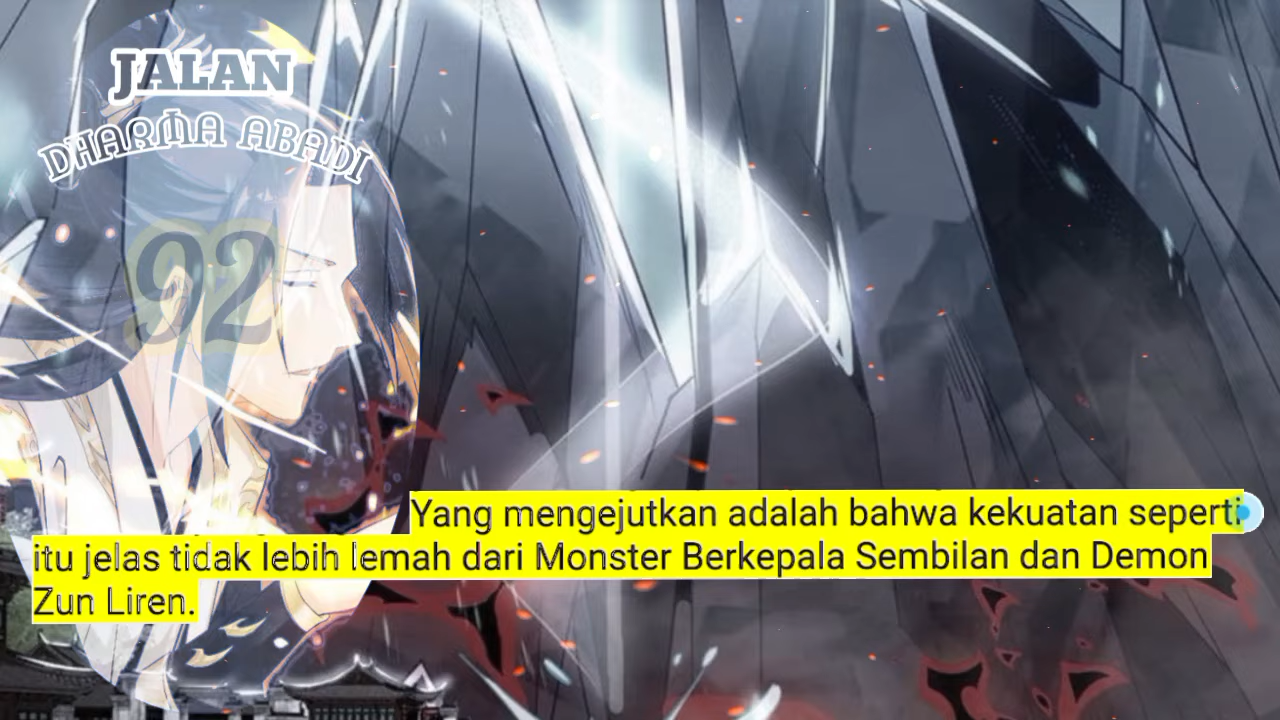 JALAN
DHARMA ABADI
92
Yang mengejutkan adalah bahwa kekuatan seperti
itu jelas tidak lebih lemah dari Monster Berkepala Sembilan dan Demon
Zun Liren.